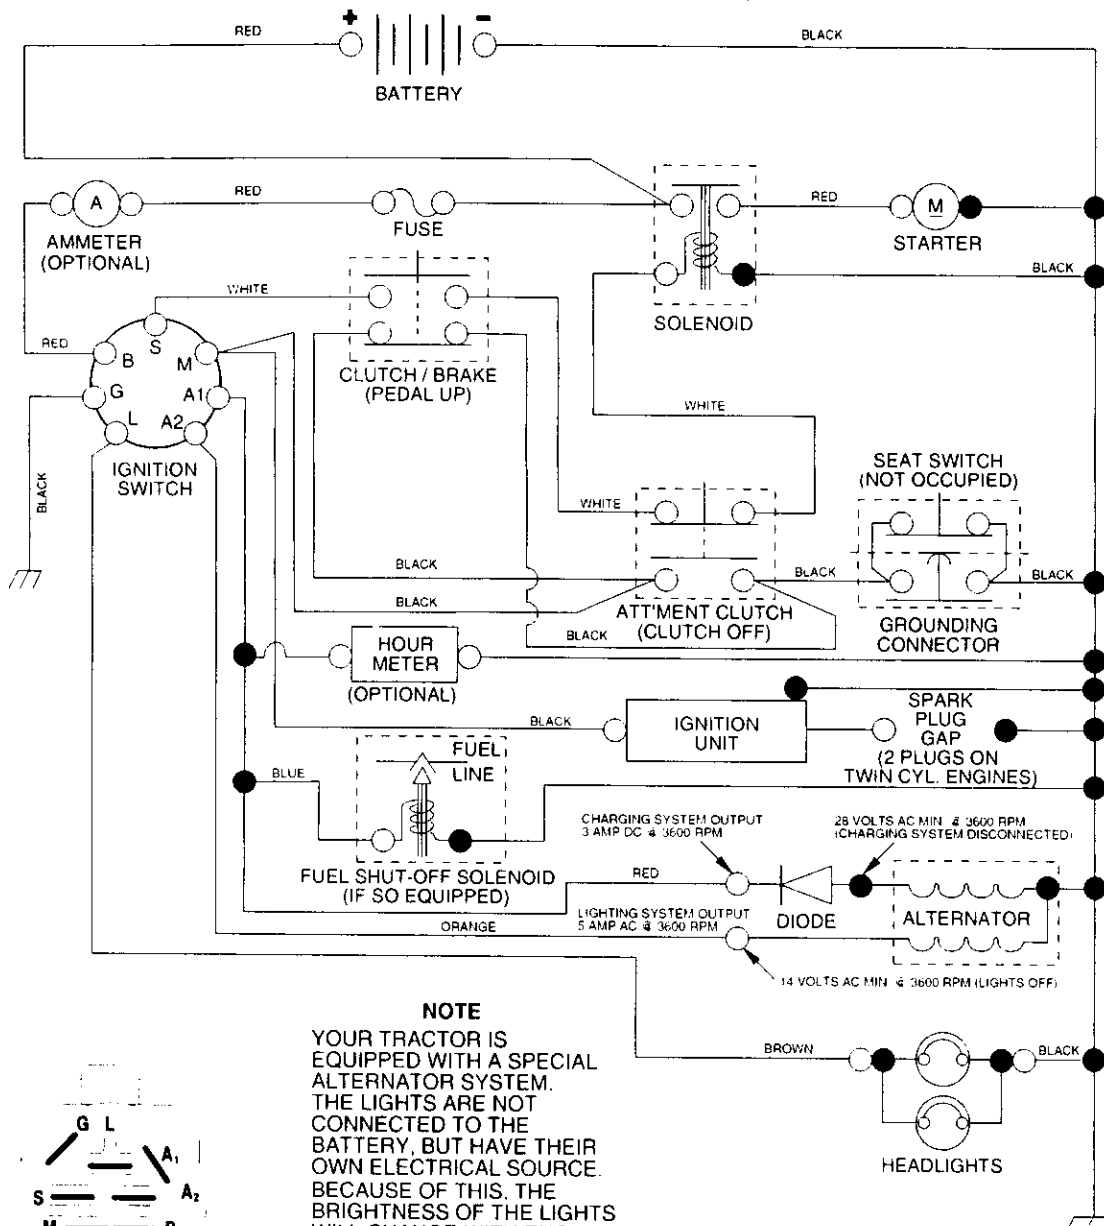 + -
RED
BLACK
BATTERY
A
RED
FUSE
RED
M
AMMETER
(OPTIONAL)
STARTER
BLACK
WHITE
SOLENOID
RED
S
B
M
G
A1
L
A2
CLUTCH / BRAKE
(PEDAL UP)
IGNITION
SWITCH
BLACK
WHITE
SEAT SWITCH
(NOT OCCUPIED)
WHITE
BLACK
BLACK
BLACK
BLACK
ATT'MENT CLUTCH
(CLUTCH OFF)
GROUNDING
CONNECTOR
BLACK
HOUR
METER
(OPTIONAL)
BLACK
IGNITION
UNIT
SPARK
PLUG
GAP
(2 PLUGS ON
TWIN CYL. ENGINES)
FUEL
LINE
BLUE
CHARGING SYSTEM OUTPUT
3 AMP DC @ 3600 RPM
28 VOLTS AC MIN @ 3600 RPM
(CHARGING SYSTEM DISCONNECTED)
FUEL SHUT-OFF SOLENOID
(IF SO EQUIPPED)
RED
DIODE
ALTERNATOR
LIGHTING SYSTEM OUTPUT
5 AMP AC @ 3600 RPM
ORANGE
14 VOLTS AC MIN @ 3600 RPM (LIGHTS OFF)
NOTE
YOUR TRACTOR IS
EQUIPPED WITH A SPECIAL
ALTERNATOR SYSTEM.
THE LIGHTS ARE NOT
CONNECTED TO THE
BATTERY, BUT HAVE THEIR
OWN ELECTRICAL SOURCE.
BECAUSE OF THIS, THE
BRIGHTNESS OF THE LIGHTS
BROWN
BLACK
HEADLIGHTS
G L
A1
A2
S
M
B